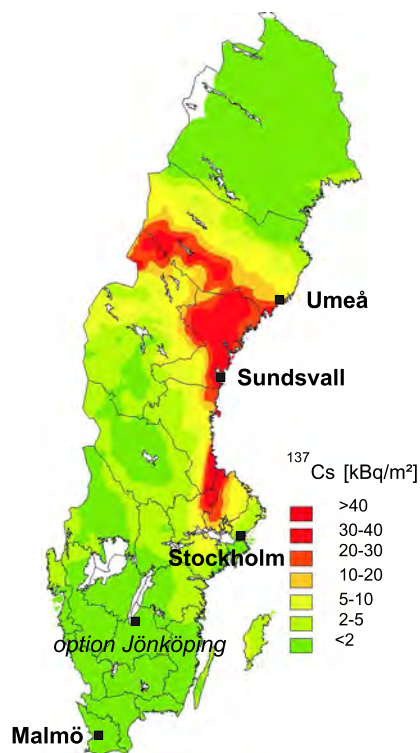 Umeå
Sundsvall
¹³⁷Cs [kBq/m²]
>40
30-40
20-30
10-20
5-10
2-5
<2
Stockholm
option Jönköping
Malmö